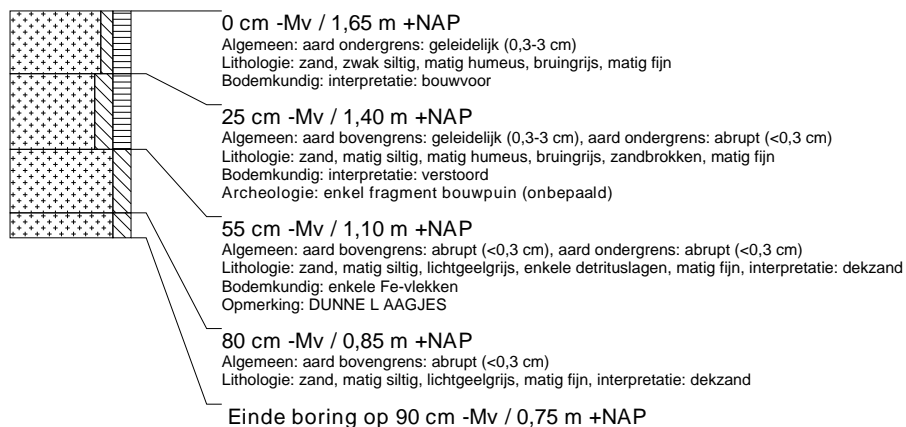 0 cm -Mv / 1,65 m +NAP
Algemeen: aard ondergrens: geleidelijk (0,3-3 cm)
Lithologie: zand, zwak siltig, matig humeus, bruingrijs, matig fijn
Bodemkundig: interpretatie: bouwvoor
25 cm -Mv / 1,40 m +NAP
Algemeen: aard bovengrens: geleidelijk (0,3-3 cm), aard ondergrens: abrupt (<0,3 cm)
Lithologie: zand, matig siltig, matig humeus, bruingrijs, zandbrokken, matig fijn
Bodemkundig: interpretatie: verstoord
Archeologie: enkel fragment bouwpuin (onbepaald)
55 cm -Mv / 1,10 m +NAP
Algemeen: aard bovengrens: abrupt (<0,3 cm), aard ondergrens: abrupt (<0,3 cm)
Lithologie: zand, matig siltig, lichtgeelgrijs, enkele detrituslagen, matig fijn, interpretatie: dekzand
Bodemkundig: enkele Fe-vlekken
Opmerking: DUNNE L AAGJES
80 cm -Mv / 0,85 m +NAP
Algemeen: aard bovengrens: abrupt (<0,3 cm)
Lithologie: zand, matig siltig, lichtgeelgrijs, matig fijn, interpretatie: dekzand
Einde boring op 90 cm -Mv / 0,75 m +NAP